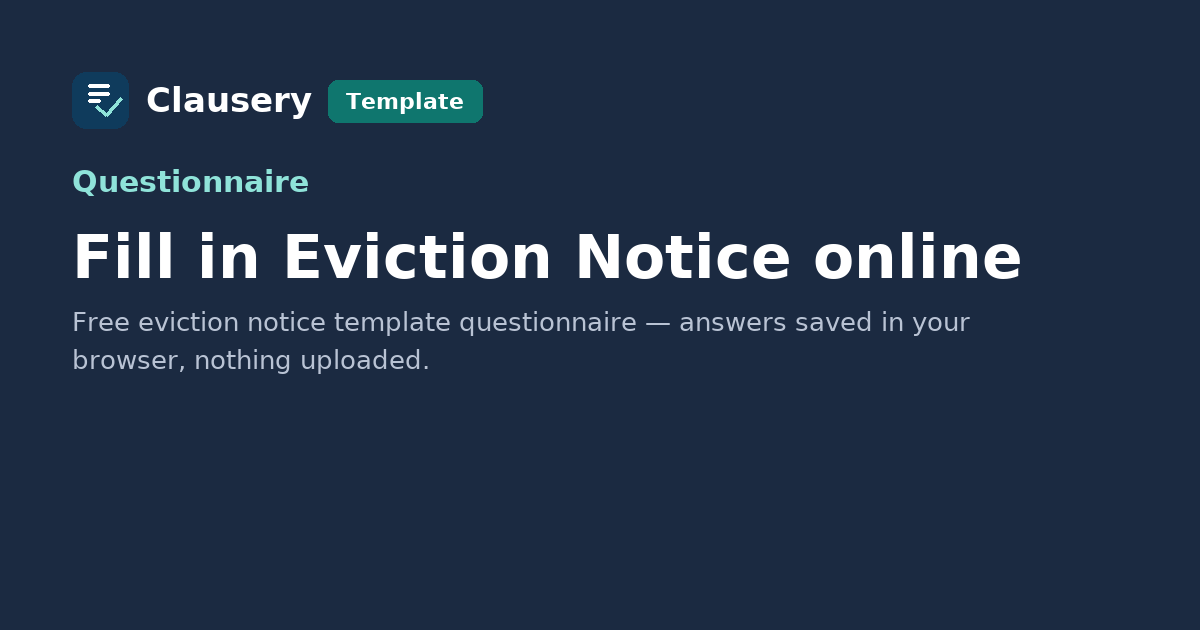 Clausery Template
Questionnaire
Fill in Eviction Notice online
Free eviction notice template questionnaire — answers saved in your
browser, nothing uploaded.